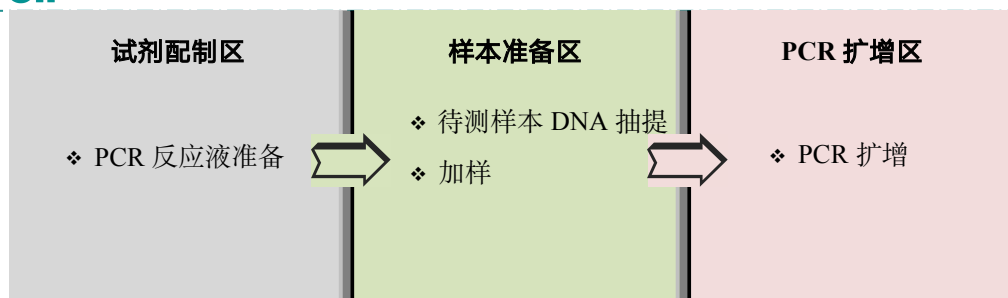 试剂配制区
样本准备区
PCR 扩增区
❖ PCR 反应液准备
❖ 待测样本 DNA 抽提
❖ 加样
❖ PCR 扩增